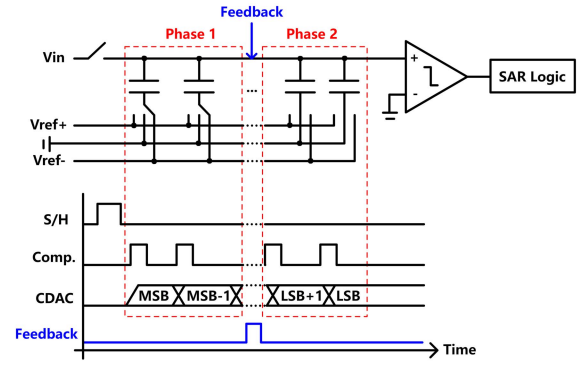 Feedback
Phase 1
Phase 2
Vin
+
-
SAR Logic
...
Vref+
Vref-
S/H
Comp.
CDAC
MSB
MSB-1
LSB+1
LSB
Feedback
Time